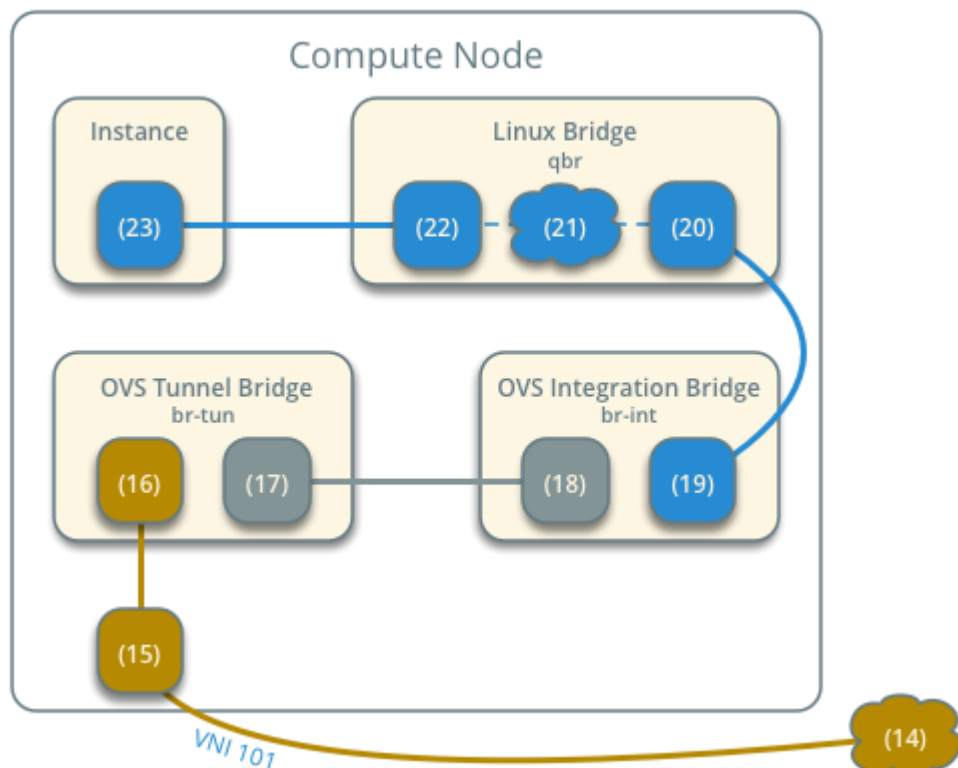 Compute Node
Instance
Linux Bridge
qbr
(23)
(22)
(21)
(20)
OVS Tunnel Bridge
br-tun
OVS Integration Bridge
br-int
(16)
(17)
(18)
(19)
(15)
VNI 101
(14)